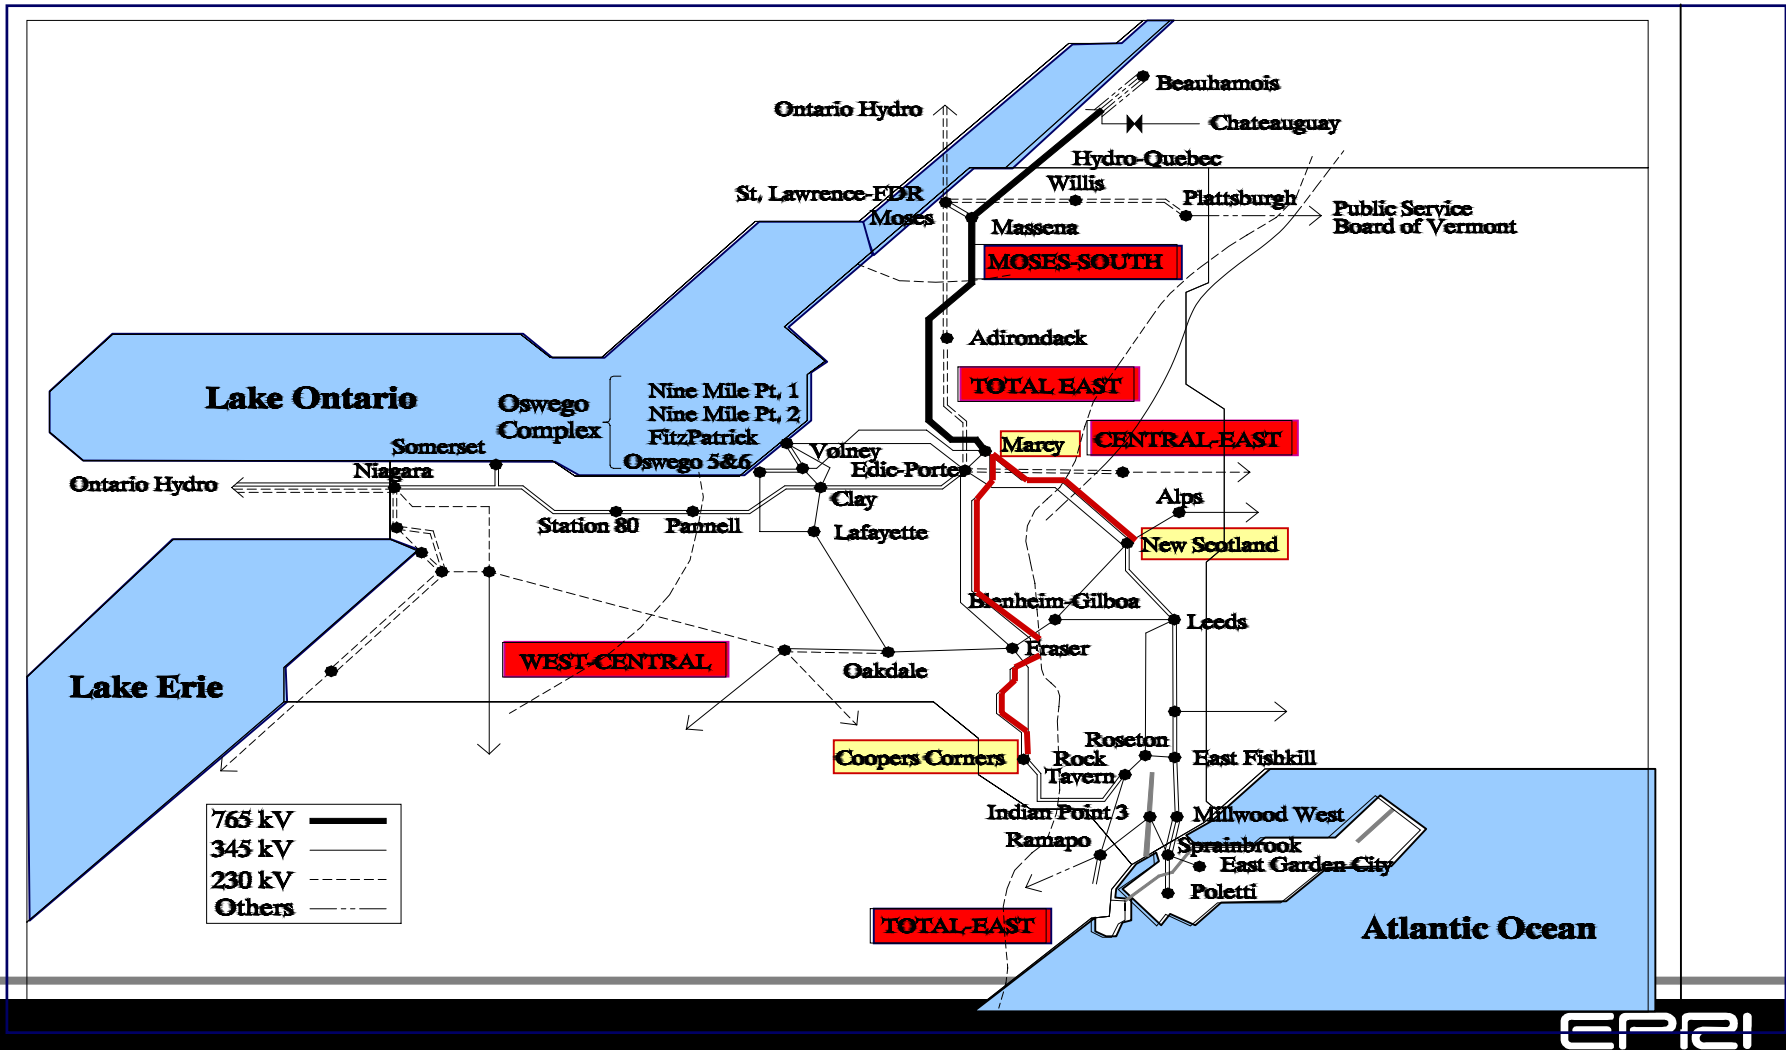 Beauharnois
Ontario Hydro
Chateauguay
Hydro-Quebec
Willis
St. Lawrence-FDR
Plattsburgh
Moses
Public Service
Board of Vermont
Massena
MOSES-SOUTH
Adirondack
TOTAL EAST
Lake Ontario
Oswego
Complex
Nine Mile Pt. 1
Nine Mile Pt. 2
FitzPatrick
Oswego 5&6
Somerset
Volney
Marcy
CENTRAL-EAST
Niagara
Edic-Porte
Ontario Hydro
Clay
Alps
Station 80
Pannell
Lafayette
New Scotland
Blenheim-Gilboa
Leeds
Fraser
WEST-CENTRAL
Oakdale
Lake Erie
Roseton
Coopers Corners
Rock
Tavern
East Fishkill
765 kV
345 kV
230 kV
Others
Indian Point 3
Millwood West
Ramapo
Sprainbrook
East Garden City
Poletti
TOTAL-EAST
Atlantic Ocean
EPRI